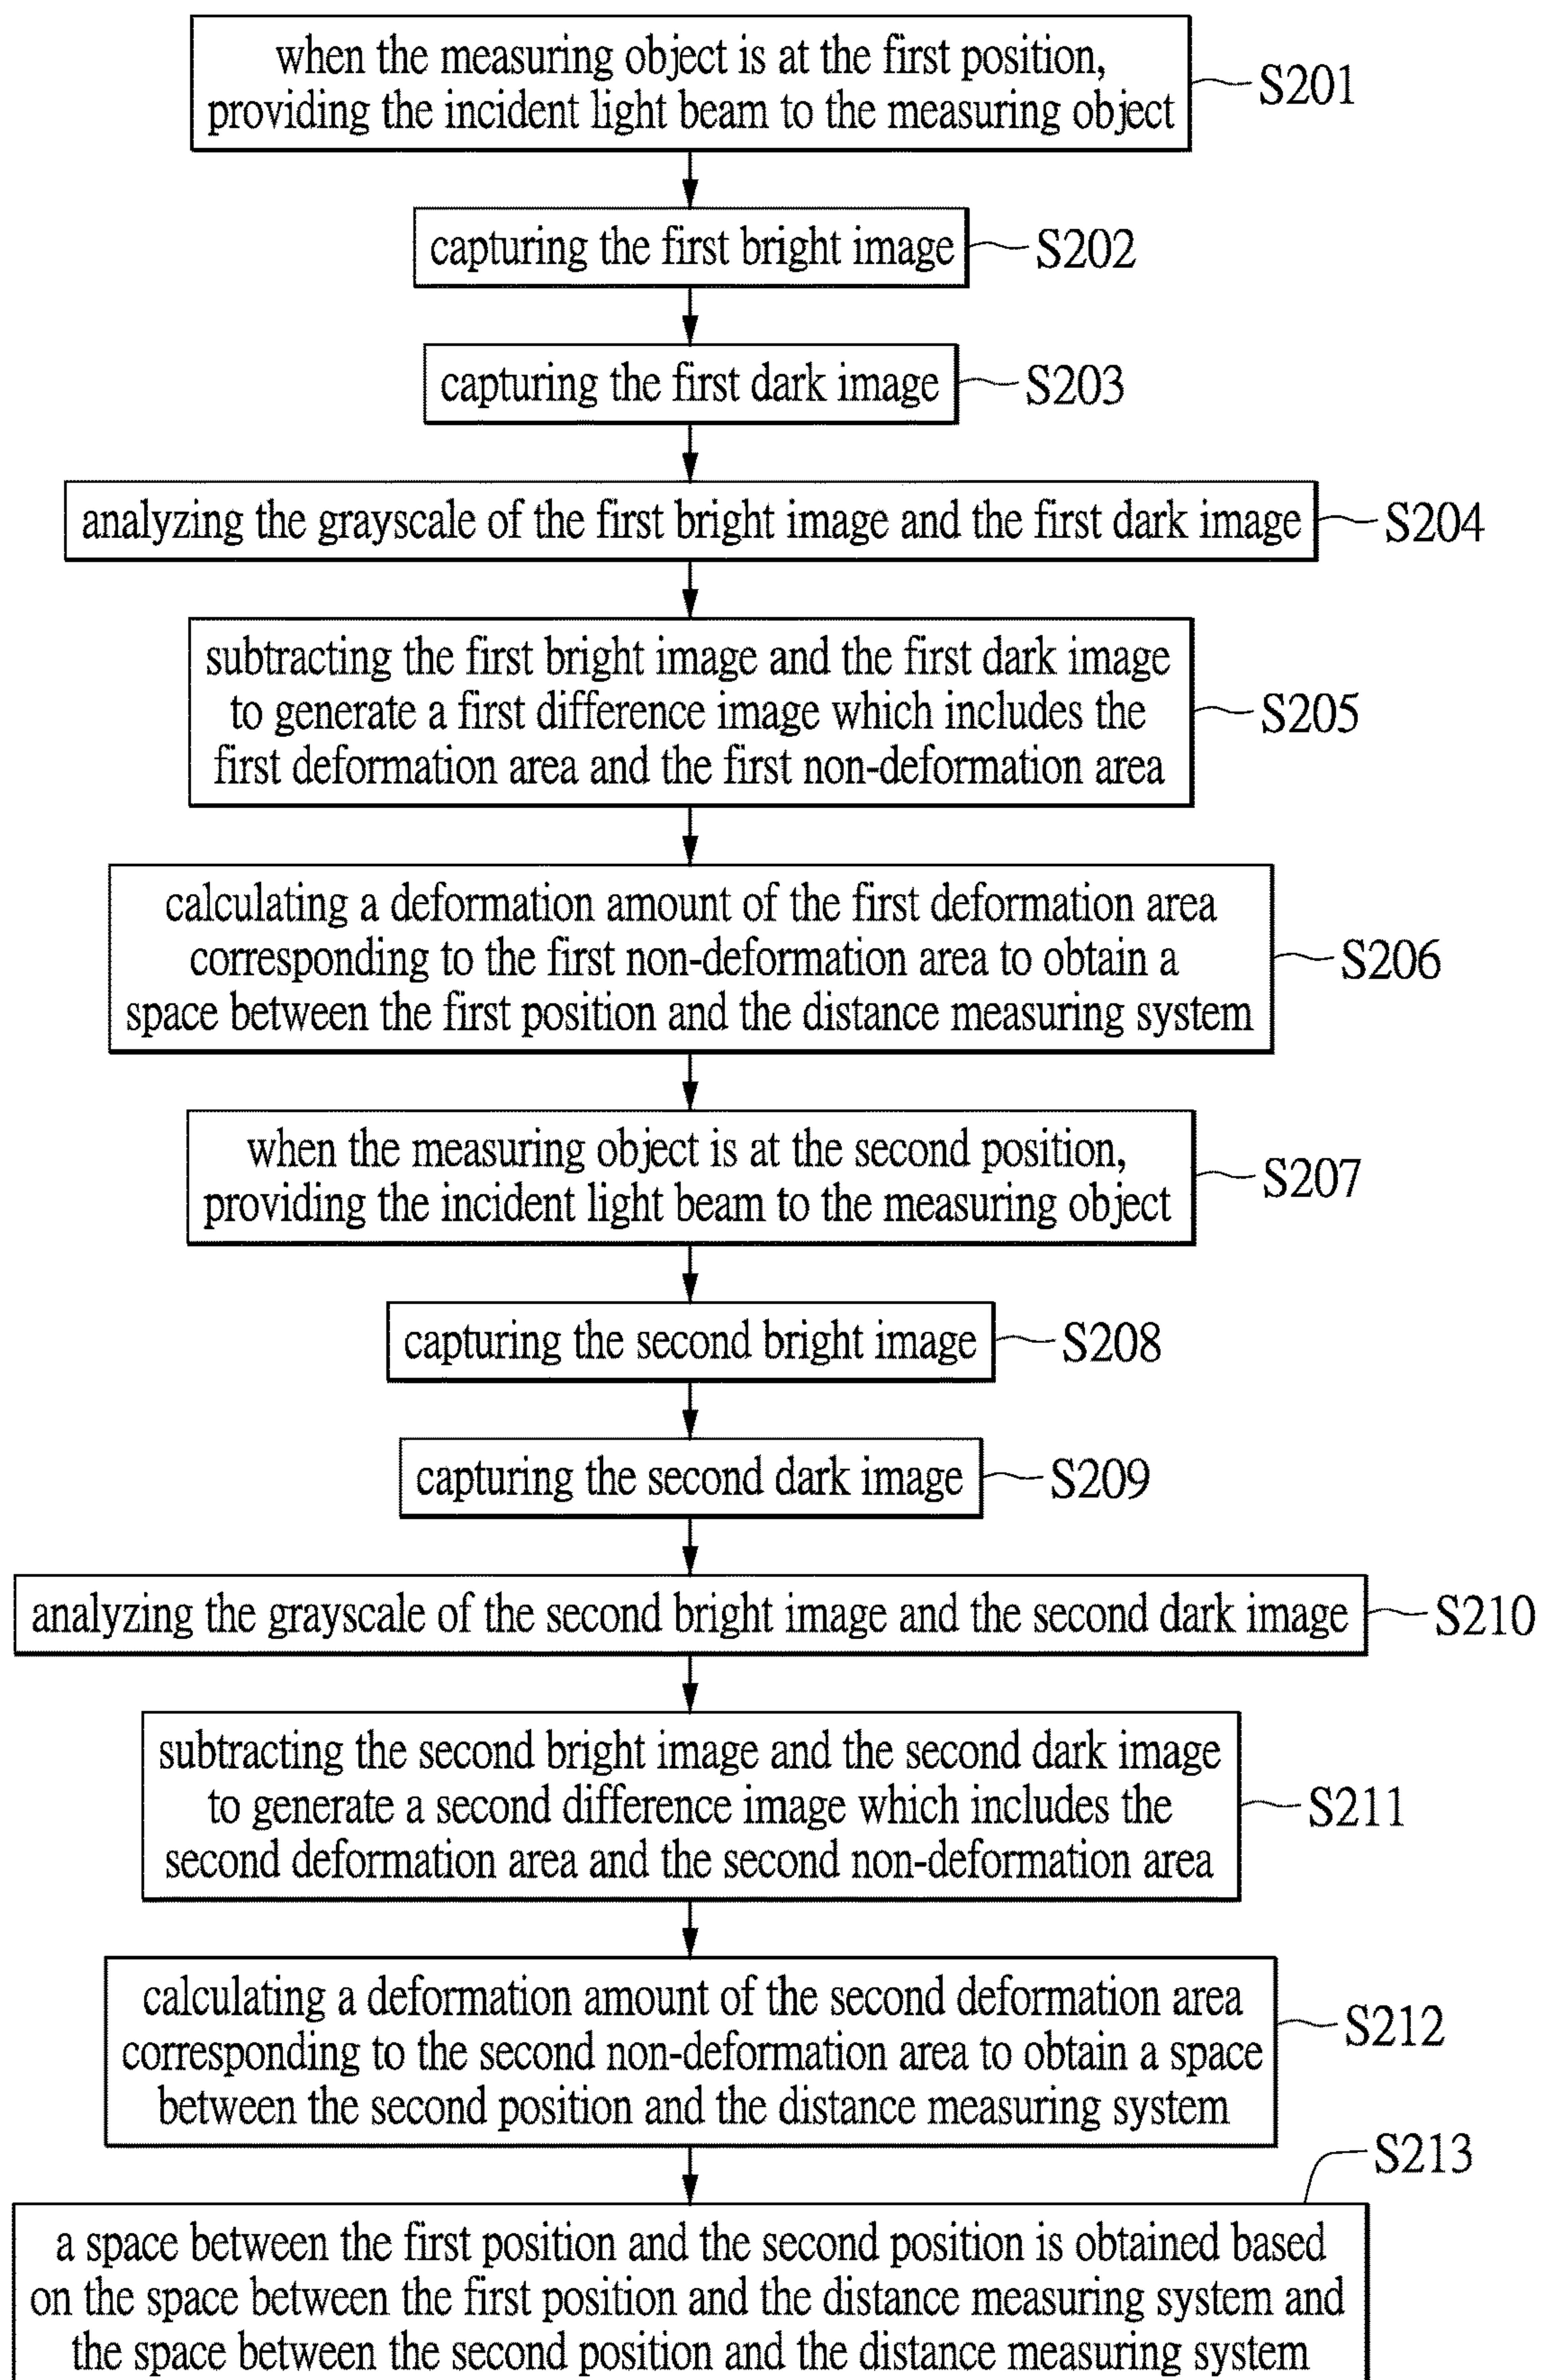 when the measuring object is at the first position,
providing the incident light beam to the measuring object
S201
capturing the first bright image
S202
capturing the first dark image
S203
analyzing the grayscale of the first bright image and the first dark image
S204
subtracting the first bright image and the first dark image
to generate a first difference image which includes the
first deformation area and the first non-deformation area
S205
calculating a deformation amount of the first deformation area
corresponding to the first non-deformation area to obtain a
space between the first position and the distance measuring system
S206
when the measuring object is at the second position,
providing the incident light beam to the measuring object
S207
capturing the second bright image
S208
capturing the second dark image
S209
analyzing the grayscale of the second bright image and the second dark image
S210
subtracting the second bright image and the second dark image
to generate a second difference image which includes the
second deformation area and the second non-deformation area
S211
calculating a deformation amount of the second deformation area
corresponding to the second non-deformation area to obtain a space
between the second position and the distance measuring system
S212
S213
a space between the first position and the second position is obtained based
on the space between the first position and the distance measuring system and
the space between the second position and the distance measuring system